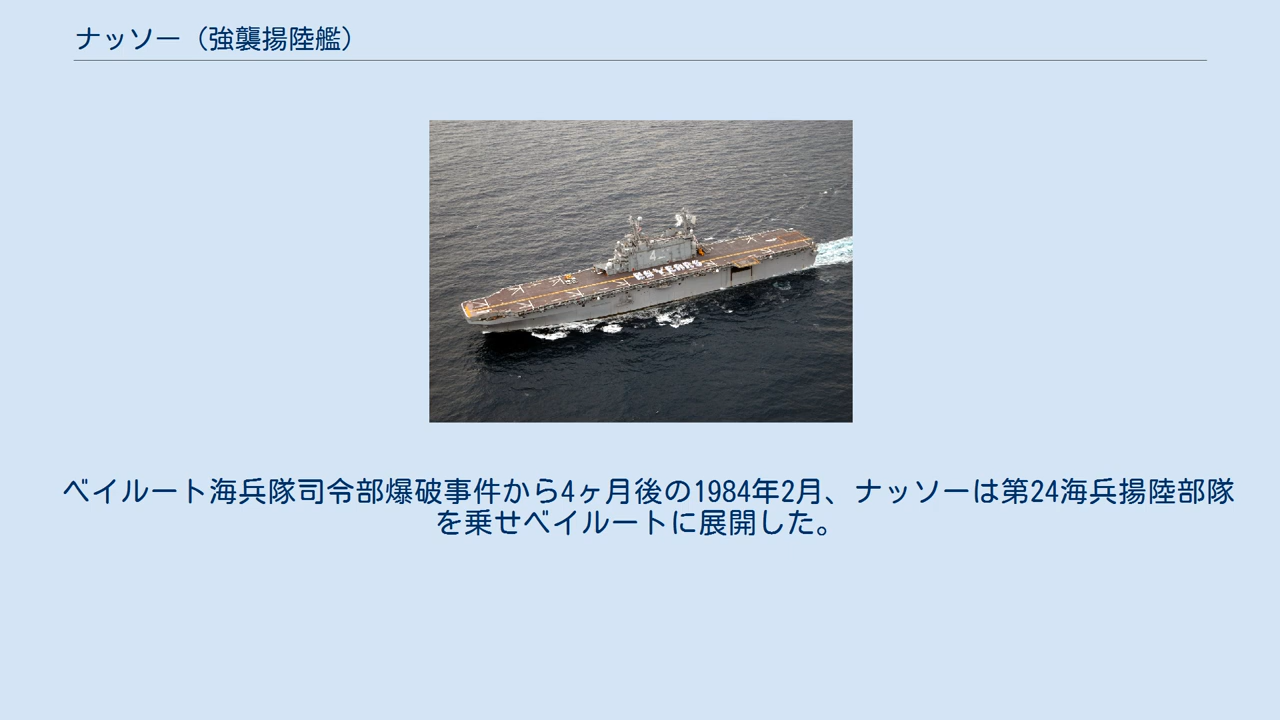 ナッソー（強襲揚陸艦）
4
ベイルート海兵隊司令部爆破事件から4ヶ月後の1984年2月、ナッソーは第24海兵揚陸部隊
を乗せベイルートに展開した。